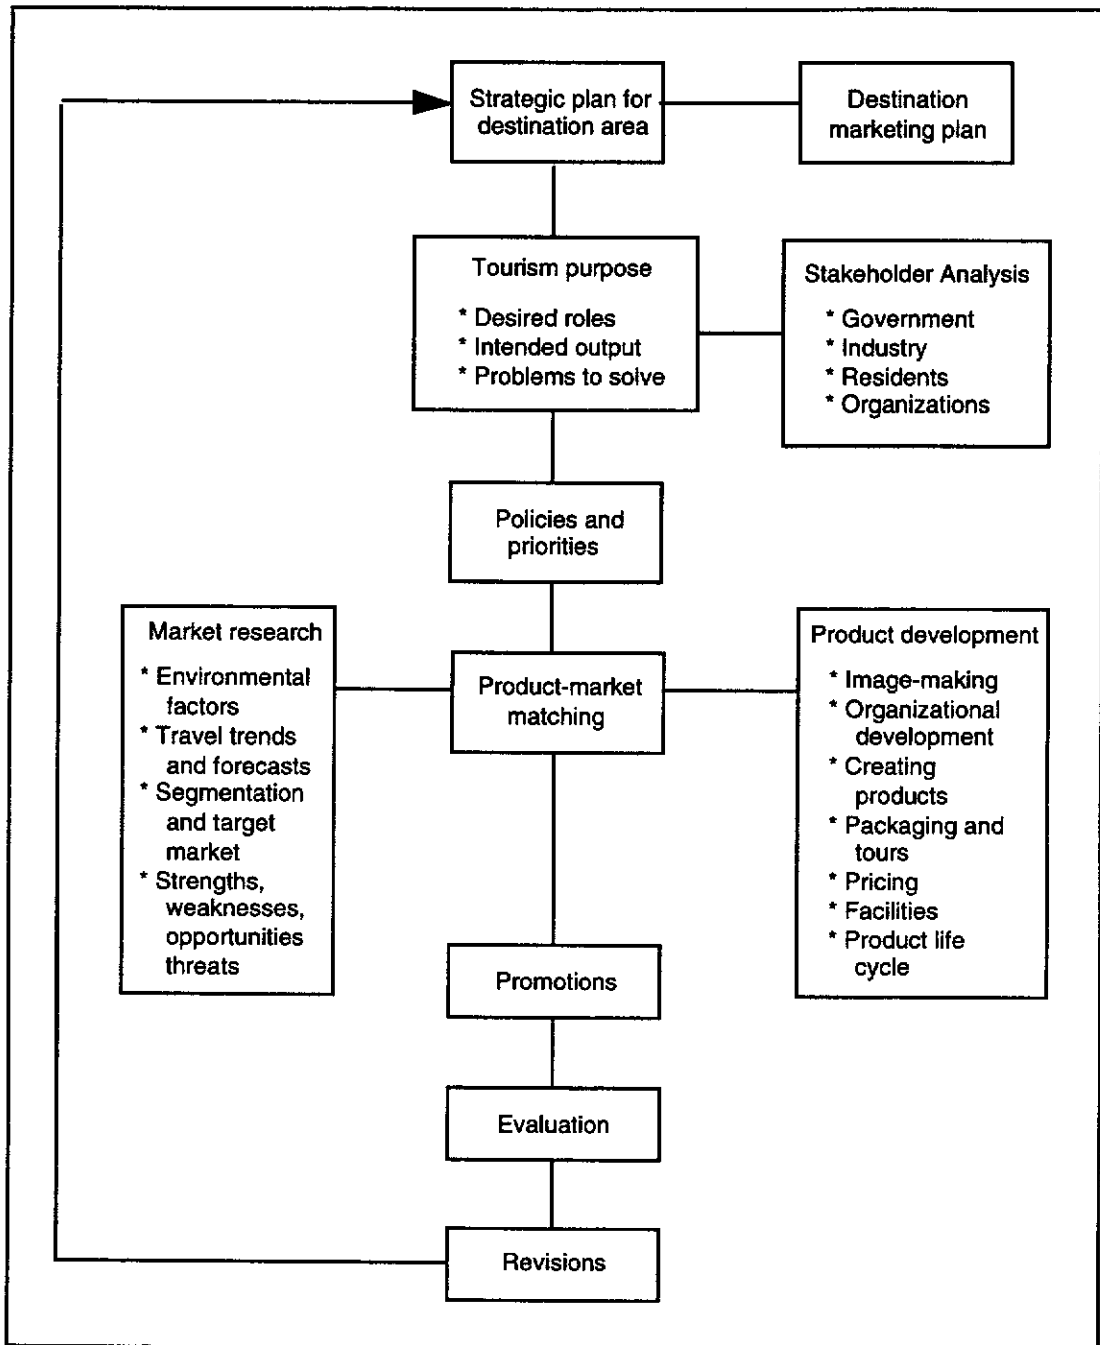 Strategic plan for
destination area
Destination
marketing plan
Tourism purpose
* Desired roles
* Intended output
* Problems to solve
Stakeholder Analysis
* Government
* Industry
* Residents
* Organizations
Policies and
priorities
Market research
* Environmental
factors
* Travel trends
and forecasts
* Segmentation
and target
market
* Strengths,
weaknesses,
opportunities
threats
Product-market
matching
Product development
* Image-making
* Organizational
development
* Creating
products
* Packaging and
tours
* Pricing
* Facilities
* Product life
cycle
Promotions
Evaluation
Revisions